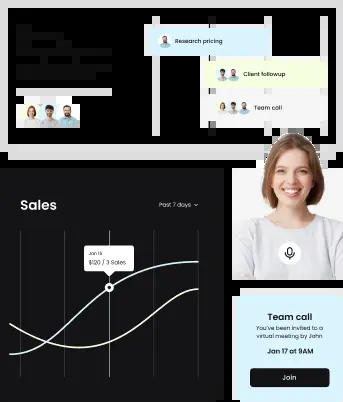 Research pricing
Client followup
Team call
Sales
Past 7 days
Jan 16
$120 / 3 Sales
Team call
You've been invited to a
virtual meeting by John
Jan 17 at 9AM
Join